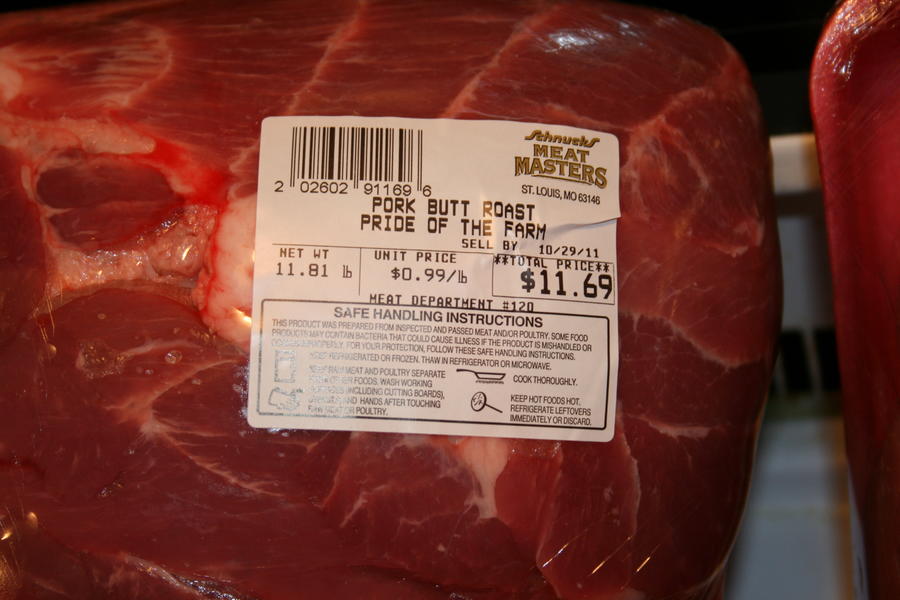 Schnucks
MEAT
MASTERS
ST. LOUIS, MO 63146
2 02602 91169 6
PORK BUTT ROAST
PRIDE OF THE FARM
SELL BY 10/29/11
NET WT
11.81 lb
UNIT PRICE
$0.99/lb
**TOTAL PRICE**
$11.69
MEAT DEPARTMENT #120
SAFE HANDLING INSTRUCTIONS
THIS PRODUCT WAS PREPARED FROM INSPECTED AND PASSED MEAT AND/OR POULTRY. SOME FOOD
PRODUCTS MAY CONTAIN BACTERIA THAT COULD CAUSE ILLNESS IF THE PRODUCT IS MISHANDLED OR
COOKED IMPROPERLY. FOR YOUR PROTECTION, FOLLOW THESE SAFE HANDLING INSTRUCTIONS.
KEEP REFRIGERATED OR FROZEN. THAW IN REFRIGERATOR OR MICROWAVE.
KEEP RAW MEAT AND POULTRY SEPARATE
FROM OTHER FOODS. WASH WORKING
SURFACES (INCLUDING CUTTING BOARDS),
UTENSILS, AND HANDS AFTER TOUCHING
RAW MEAT OR POULTRY.
COOK THOROUGHLY.
KEEP HOT FOODS HOT.
REFRIGERATE LEFTOVERS
IMMEDIATELY OR DISCARD.